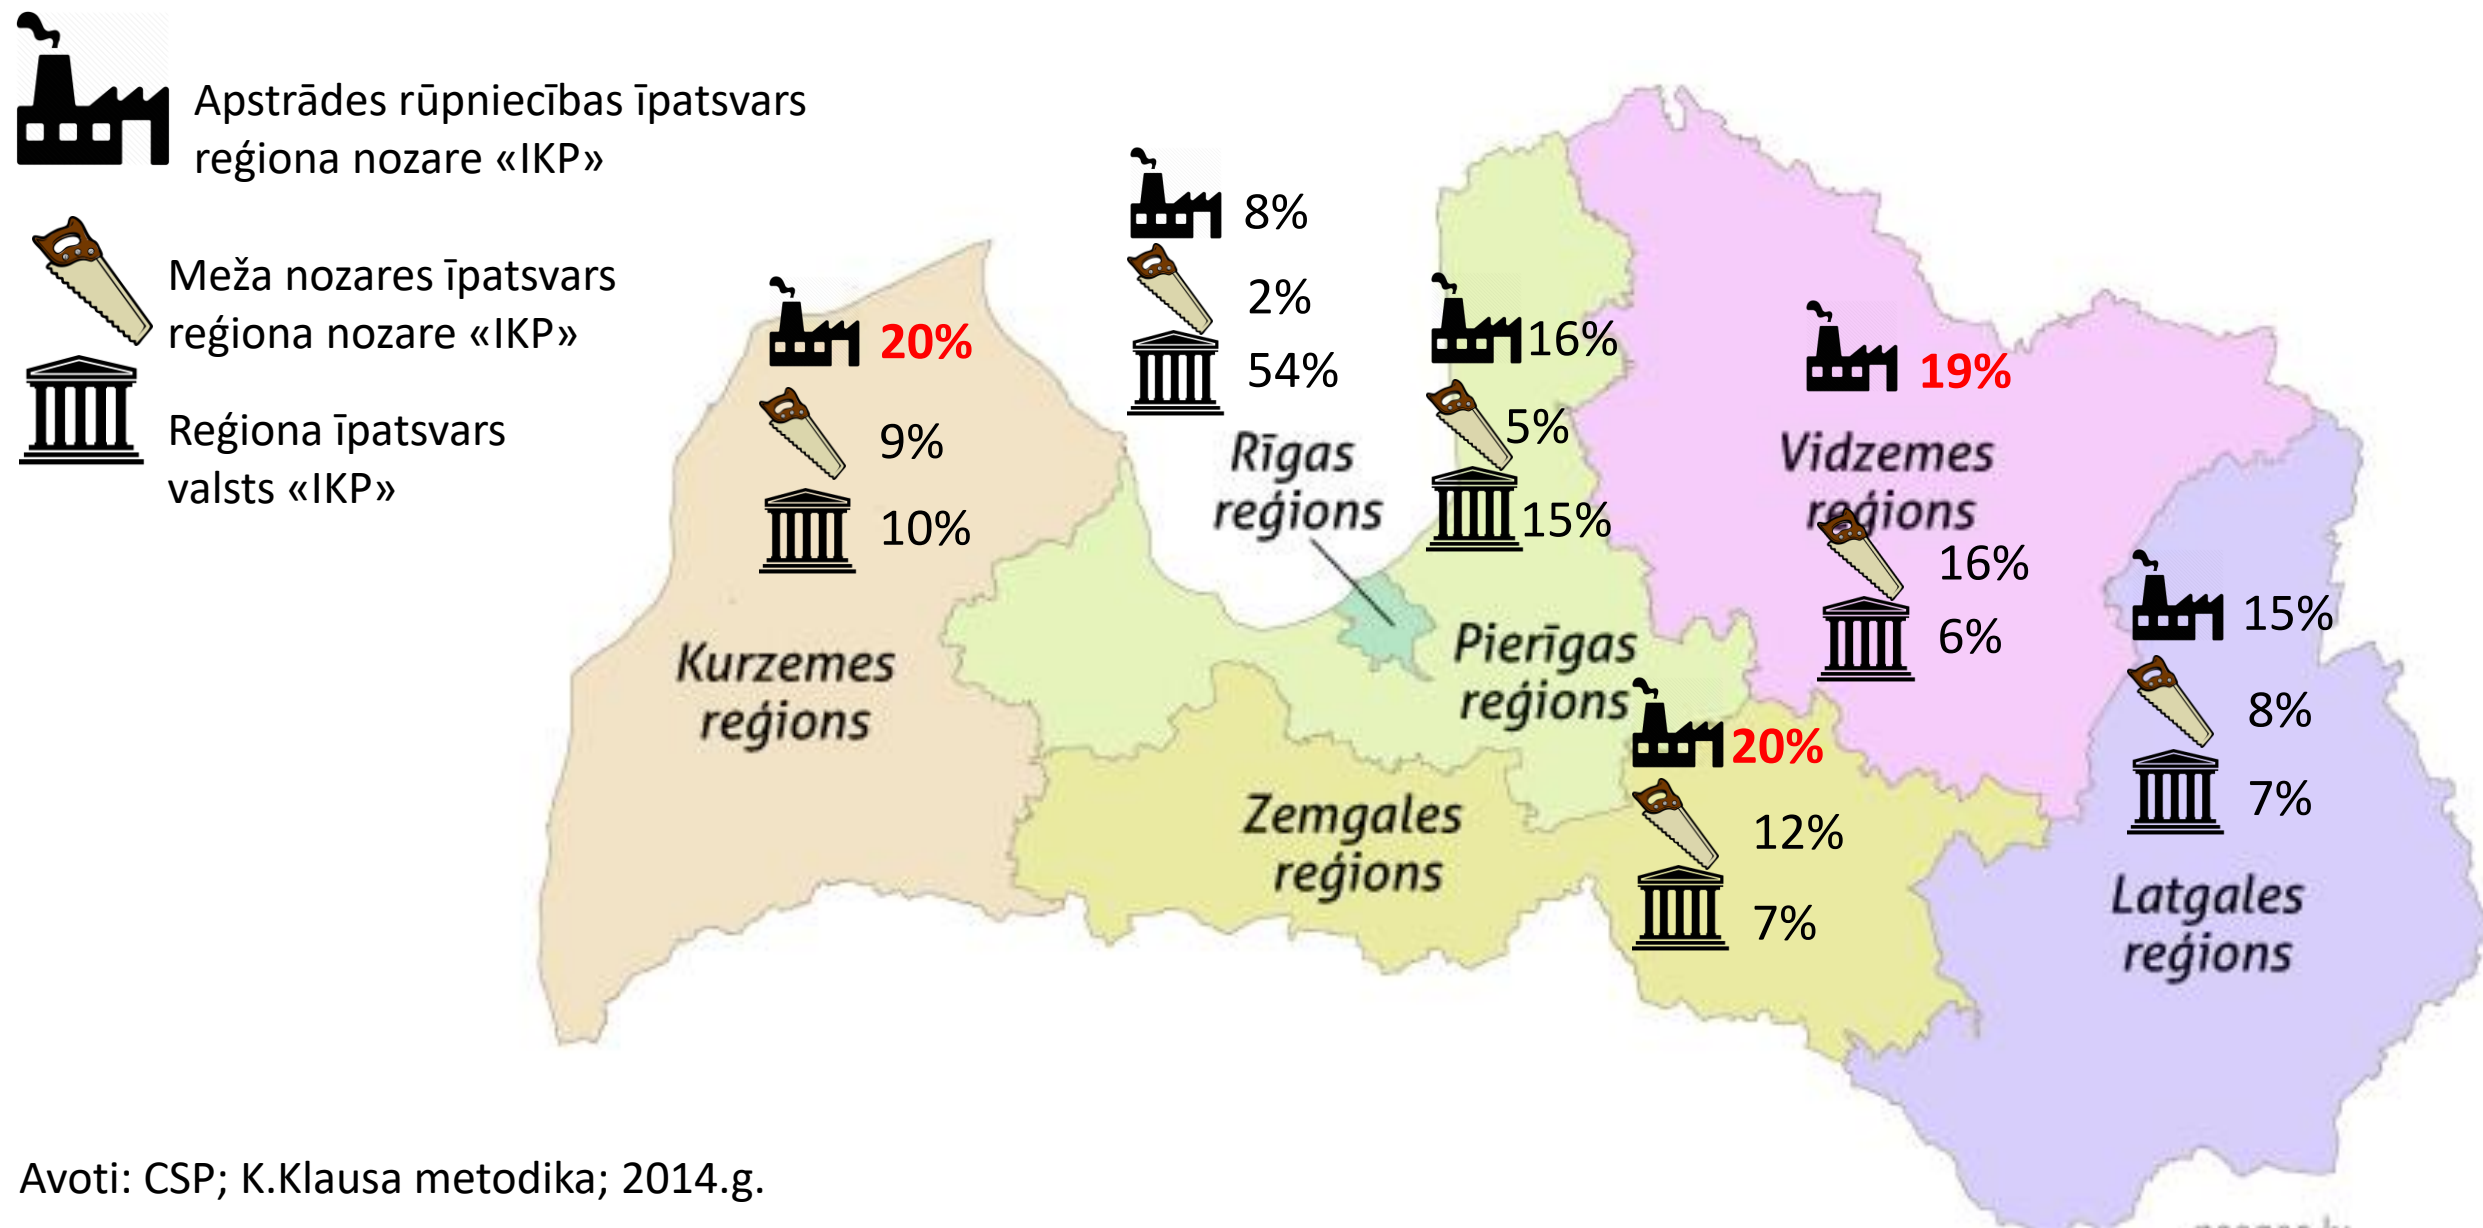 Apstrādes rūpniecības īpatsvars
reģiona nozare «IKP»
Meža nozares īpatsvars
reģiona nozare «IKP»
Reģiona īpatsvars
valsts «IKP»
20%
9%
10%
Kurzemes
reģions
8%
2%
54%
Rīgas
reģions
16%
5%
15%
Pierīgas
reģions
19%
Vidzemes
reģions
16%
6%
20%
12%
7%
Zemgales
reģions
15%
8%
7%
Latgales
reģions
Avoti: CSP; K.Klausa metodika; 2014.g.